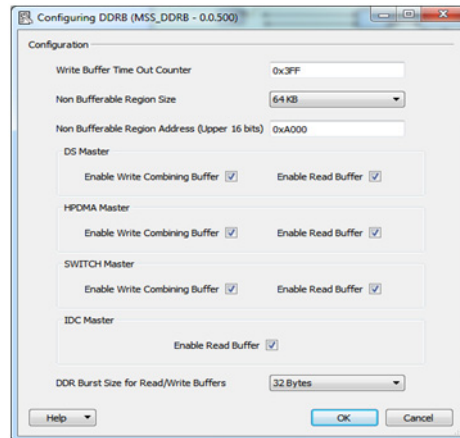 Configuring DDRB (MSS_DDRB - 0.0.500)
Configuration
Write Buffer Time Out Counter 0x3FF
Non Bufferable Region Size 64 KB
Non Bufferable Region Address (Upper 16 bits) 0xA000
DS Master
Enable Write Combining Buffer Enable Read Buffer
HPDMA Master
Enable Write Combining Buffer Enable Read Buffer
SWITCH Master
Enable Write Combining Buffer Enable Read Buffer
IDC Master
Enable Read Buffer
DDR Burst Size for Read/Write Buffers 32 Bytes
Help OK Cancel